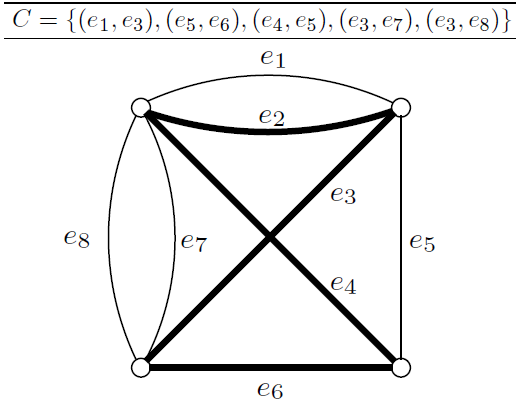 C = {(e₁, e₃), (e₅, e₆), (e₄, e₅), (e₃, e₇), (e₃, e₈)}
e₁
e₂
e₃
e₈
e₇
e₅
e₄
e₆